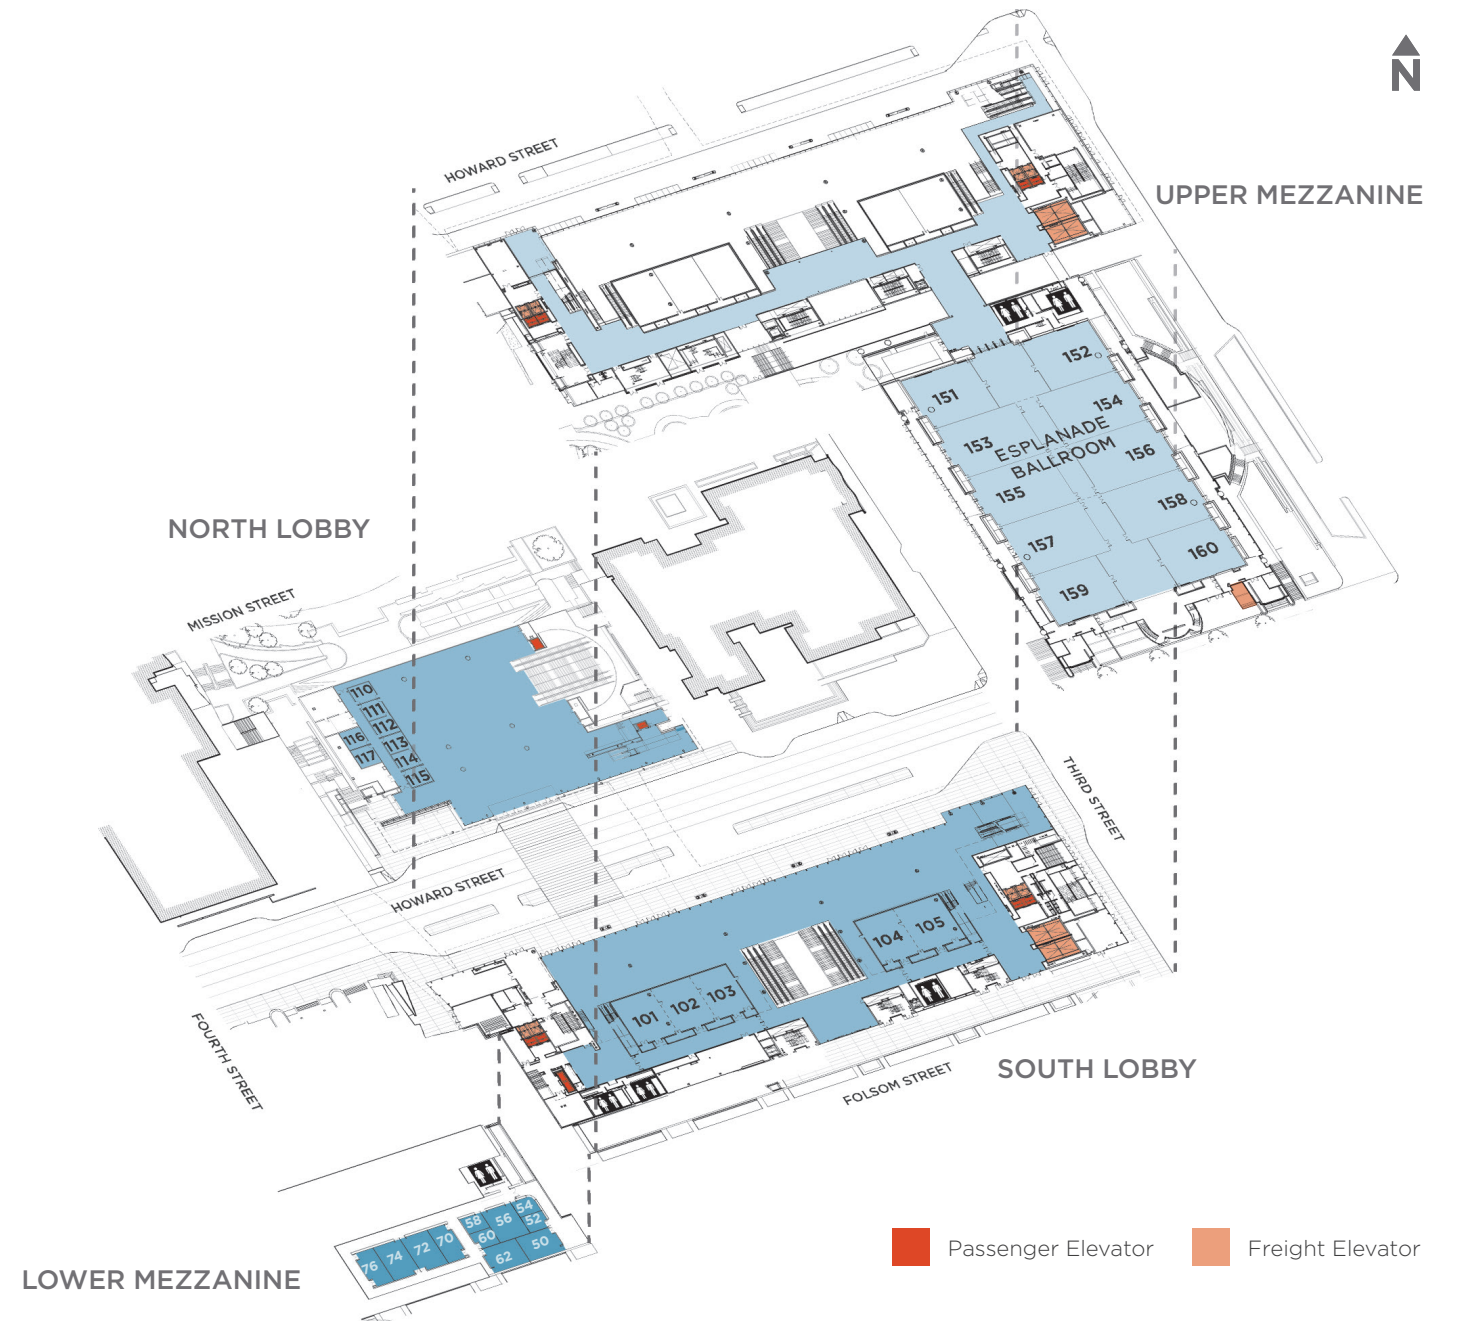 N
HOWARD STREET
UPPER MEZZANINE
152
151
154
153
ESPLANADE
BALLROOM
156
155
158
157
160
159
NORTH LOBBY
MISSION STREET
110
111
112
116
113
117
114
115
THIRD STREET
HOWARD STREET
105
104
103
102
101
FOURTH STREET
SOUTH LOBBY
FOLSOM STREET
54
58
56
52
60
50
62
70
72
74
76
LOWER MEZZANINE
Passenger Elevator
Freight Elevator